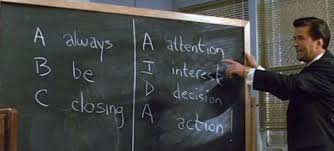 A always
B be
C closing
A attention
I interest
D decision
A action